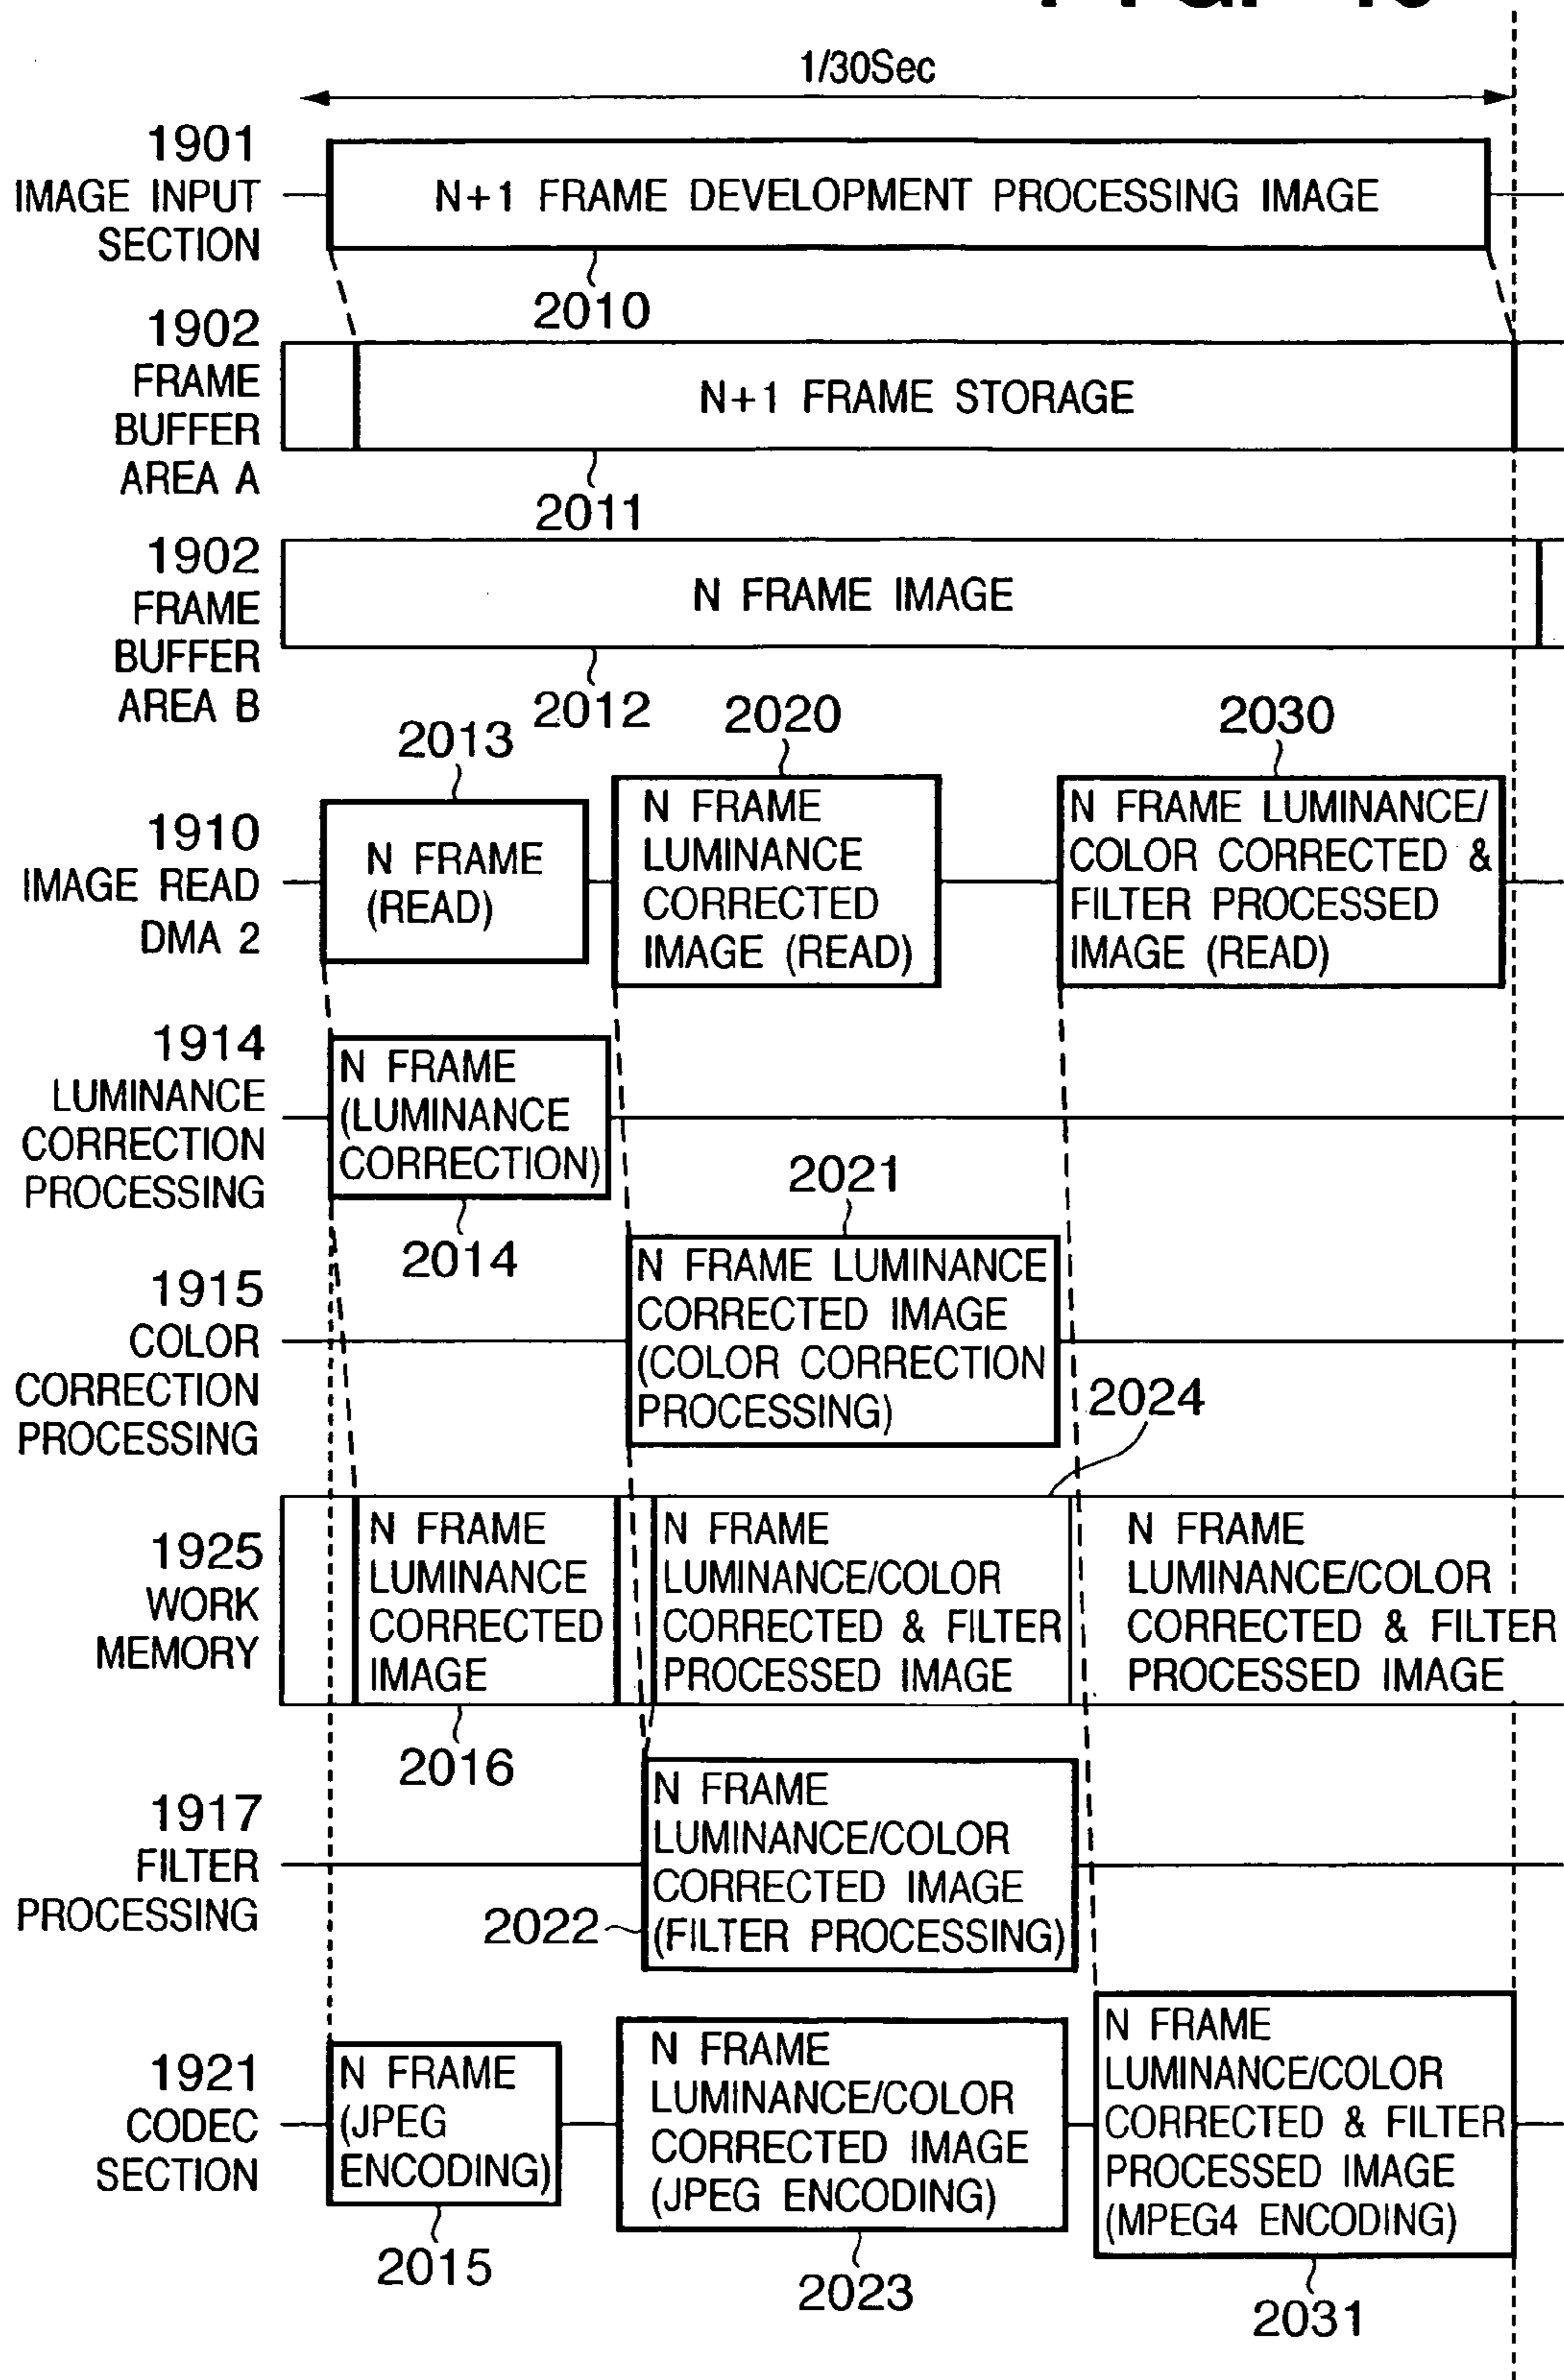 1/30Sec
1901
IMAGE INPUT
SECTION
N+1 FRAME DEVELOPMENT PROCESSING IMAGE
2010
1902
FRAME
BUFFER
AREA A
N+1 FRAME STORAGE
2011
1902
FRAME
BUFFER
AREA B
N FRAME IMAGE
2012
2013
2020
2030
1910
IMAGE READ
DMA 2
N FRAME
(READ)
N FRAME
LUMINANCE
CORRECTED
IMAGE (READ)
N FRAME LUMINANCE/
COLOR CORRECTED &
FILTER PROCESSED
IMAGE (READ)
1914
LUMINANCE
CORRECTION
PROCESSING
N FRAME
(LUMINANCE
CORRECTION)
2014
2021
1915
COLOR
CORRECTION
PROCESSING
N FRAME LUMINANCE
CORRECTED IMAGE
(COLOR CORRECTION
PROCESSING)
2024
1925
WORK
MEMORY
N FRAME
LUMINANCE
CORRECTED
IMAGE
N FRAME
LUMINANCE/COLOR
CORRECTED & FILTER
PROCESSED IMAGE
N FRAME
LUMINANCE/COLOR
CORRECTED & FILTER
PROCESSED IMAGE
2016
1917
FILTER
PROCESSING
2022
N FRAME
LUMINANCE/COLOR
CORRECTED IMAGE
(FILTER PROCESSING)
1921
CODEC
SECTION
N FRAME
(JPEG
ENCODING)
2015
N FRAME
LUMINANCE/COLOR
CORRECTED IMAGE
(JPEG ENCODING)
2023
N FRAME
LUMINANCE/COLOR
CORRECTED & FILTER
PROCESSED IMAGE
(MPEG4 ENCODING)
2031